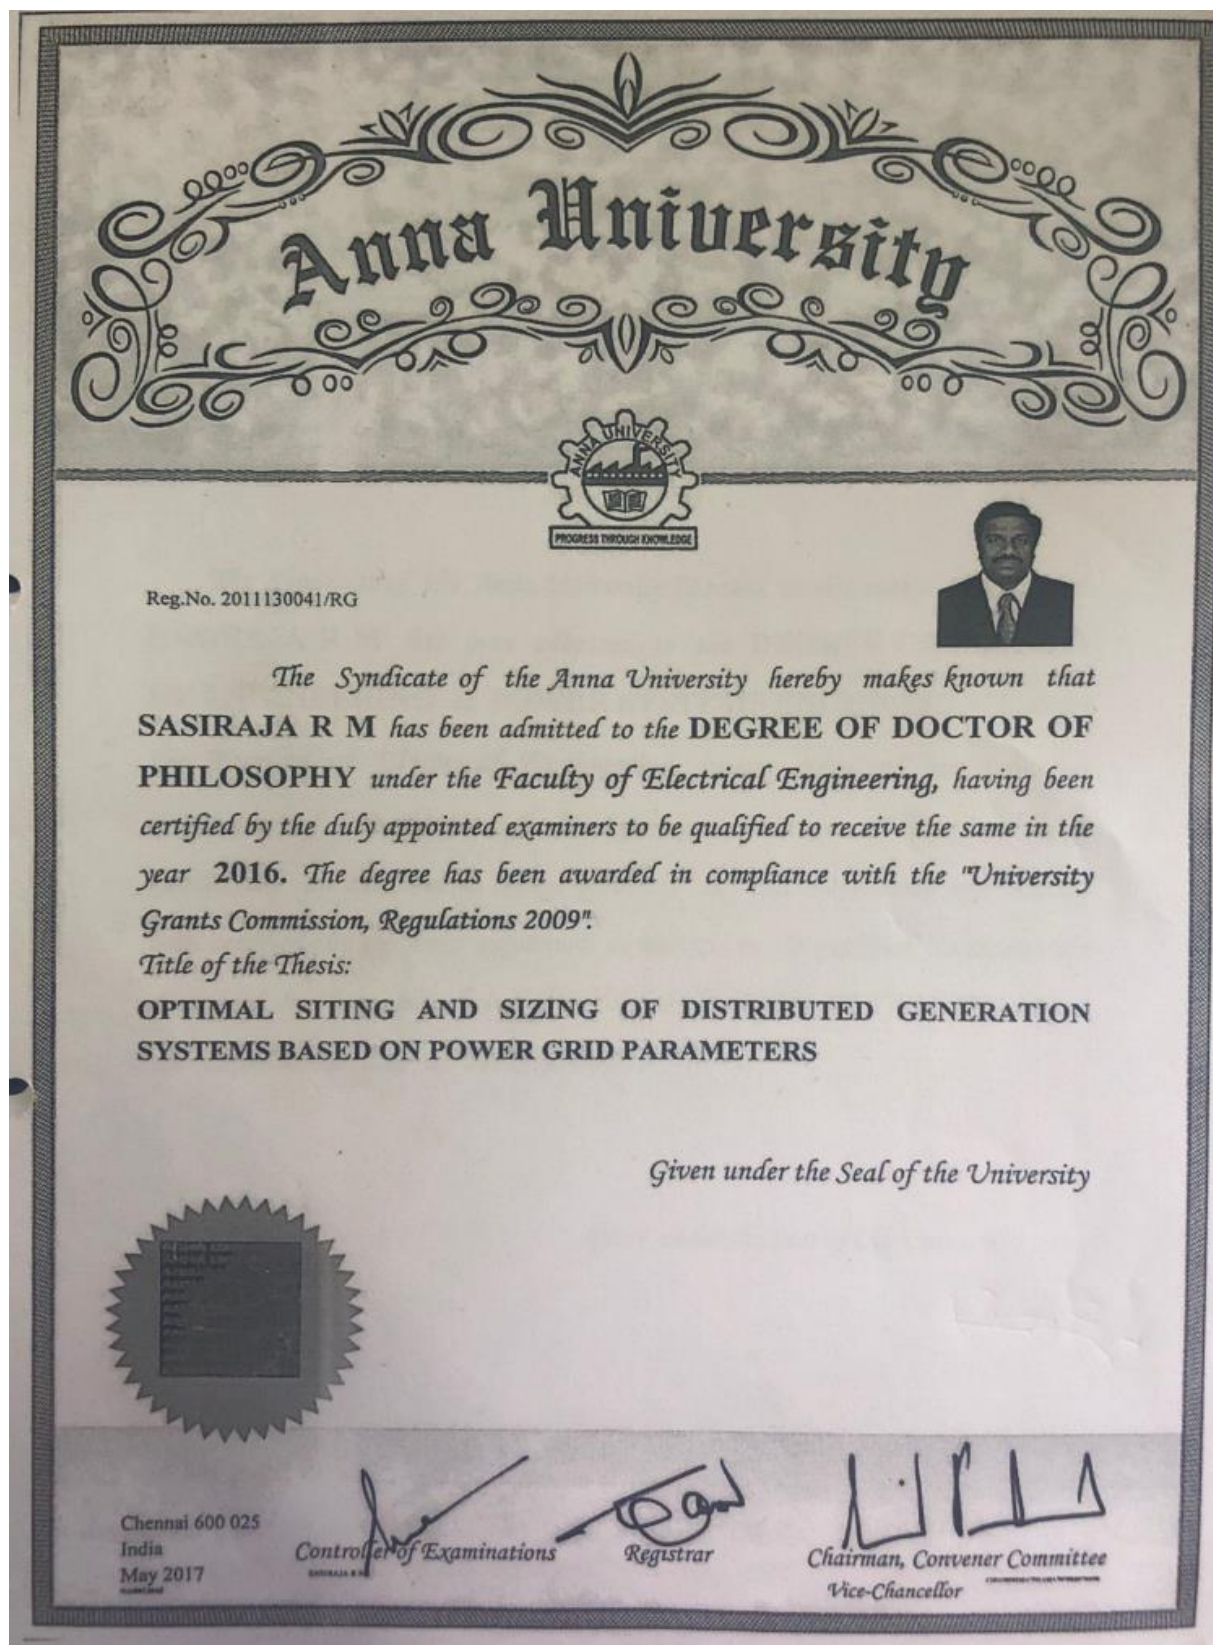 Anna University
ANNA UNIVERSITY
PROGRESS THROUGH KNOWLEDGE
Reg.No. 2011130041/RG
The Syndicate of the Anna University hereby makes known that
SASIRAJA R M has been admitted to the DEGREE OF DOCTOR OF
PHILOSOPHY under the Faculty of Electrical Engineering, having been
certified by the duly appointed examiners to be qualified to receive the same in the
year 2016. The degree has been awarded in compliance with the "University
Grants Commission, Regulations 2009".
Title of the Thesis:
OPTIMAL SITING AND SIZING OF DISTRIBUTED GENERATION
SYSTEMS BASED ON POWER GRID PARAMETERS
Given under the Seal of the University
Chennai 600 025
India
May 2017
Controller of Examinations
Registrar
Chairman, Convener Committee
Vice-Chancellor